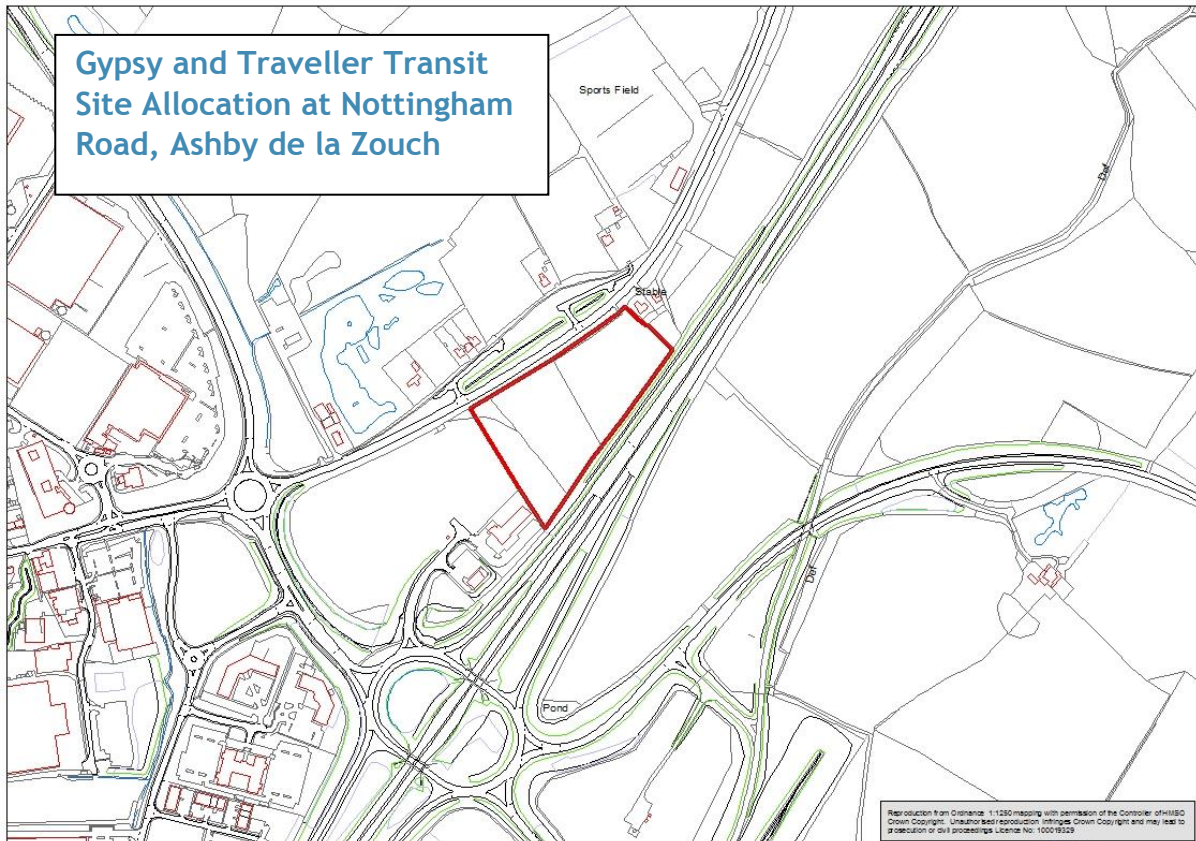 Gypsy and Traveller Transit
Site Allocation at Nottingham
Road, Ashby de la Zouch
Sports Field
Def
Stable
Def
Pond
Reproduction from Ordnance 1:1250 mapping with permission of the Controller of HMSO
Crown Copyright. Unauthorised reproduction infringes Crown Copyright and may lead to
prosecution or civil proceedings Licence No: 100019329